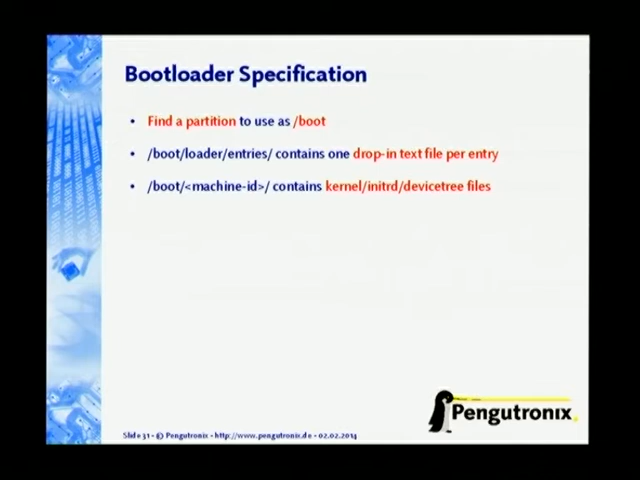 Bootloader Specification
• Find a partition to use as /boot
• /boot/loader/entries/ contains one drop-in text file per entry
• /boot/<machine-id>/ contains kernel/initrd/devicetree files
Pengutronix
Slide 31 - © Pengutronix - http://www.pengutronix.de - 02.02.2014